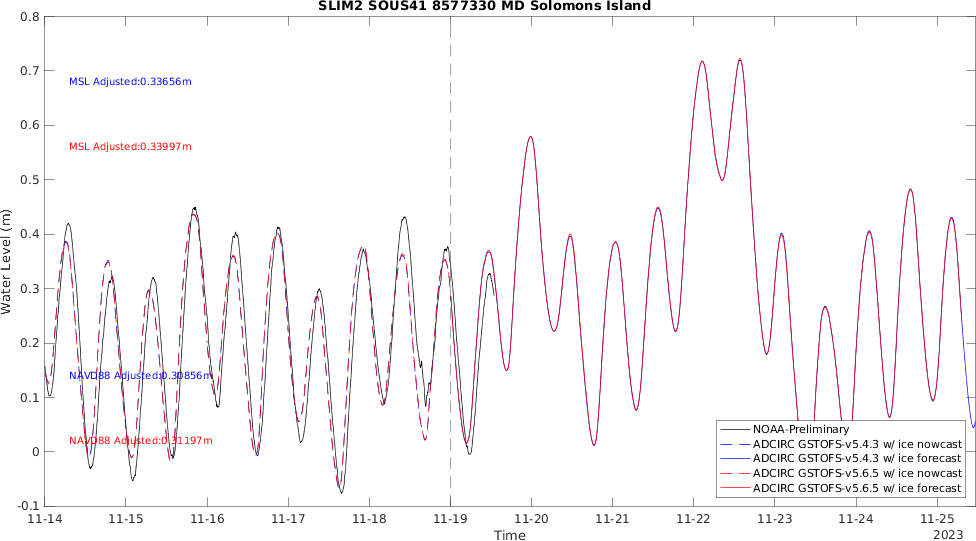 SLIM2 SOUS41 8577330 MD Solomons Island
0.8
0.7
0.6
0.5
0.4
0.3
0.2
0.1
0
-0.1
Water Level (m)
MSL Adjusted:0.33656m
MSL Adjusted:0.33997m
NAVD88 Adjusted:0.30856m
NAVD88 Adjusted:0.31197m
NOAA-Preliminary
ADCIRC GSTOFS-v5.4.3 w/ ice nowcast
ADCIRC GSTOFS-v5.4.3 w/ ice forecast
ADCIRC GSTOFS-v5.6.5 w/ ice nowcast
ADCIRC GSTOFS-v5.6.5 w/ ice forecast
11-14 11-15 11-16 11-17 11-18 11-19 11-20 11-21 11-22 11-23 11-24 11-25
Time
2023